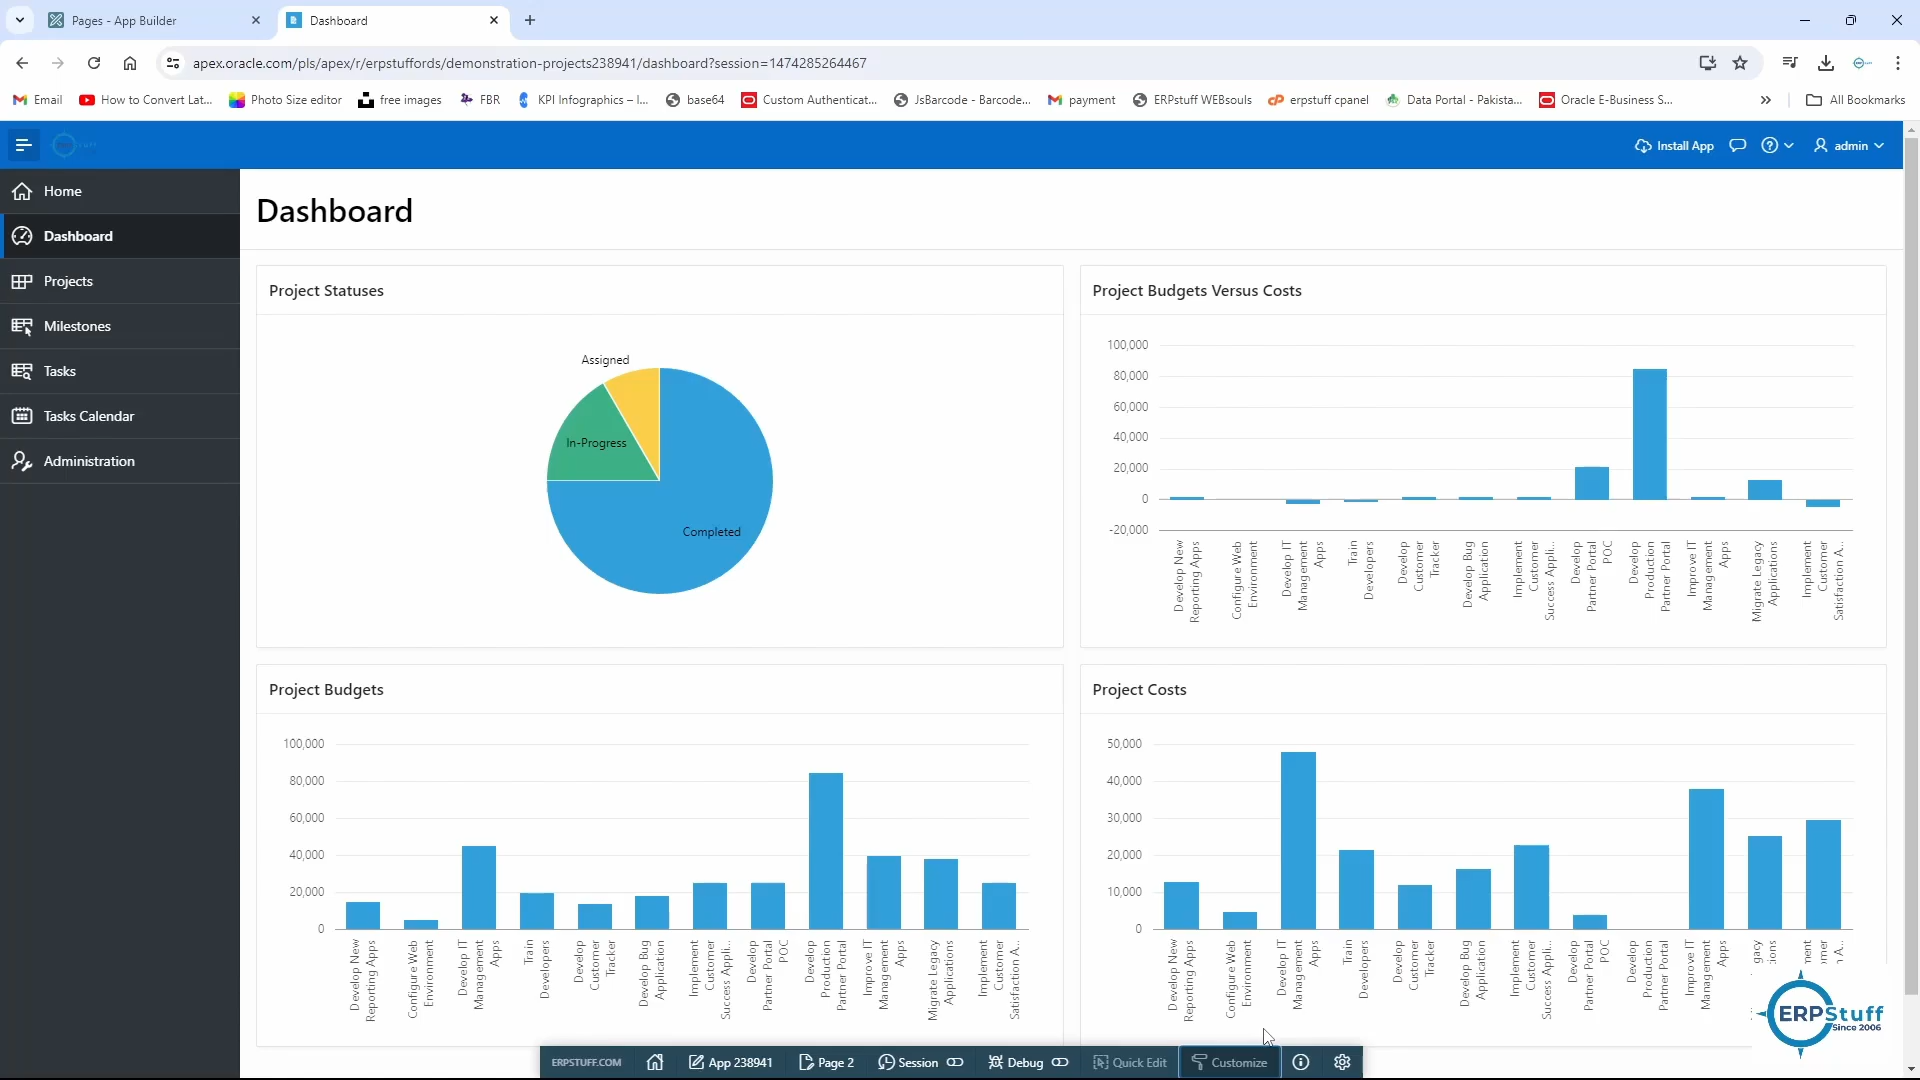 Pages - App Builder
Dashboard
apex.oracle.com/pls/apex/r/erpstuffords/demonstration-projects238941/dashboard?session=1474285264467
Email
How to Convert Lat...
Photo Size editor
free images
FBR
KPI Infographics – I...
base64
Custom Authenticat...
JsBarcode - Barcode...
payment
ERPstuff WEBsouls
erpstuff cpanel
Data Portal - Pakista...
Oracle E-Business S...
All Bookmarks
Install App
admin
Home
Dashboard
Projects
Milestones
Tasks
Tasks Calendar
Administration
Dashboard
Project Statuses
Assigned
In-Progress
Completed
Project Budgets Versus Costs
100,000
80,000
60,000
40,000
20,000
0
-20,000
Develop New
Reporting Apps
Configure Web
Environment
Develop IT
Management
Apps
Train
Developers
Develop
Customer
Tracker
Develop Bug
Application
Implement
Customer
Success Appli...
Develop
Partner Portal
POC
Develop
Production
Partner Portal
Improve IT
Management
Apps
Migrate Legacy
Applications
Implement
Customer
Satisfaction A...
Project Budgets
100,000
80,000
60,000
40,000
20,000
0
Develop New
Reporting Apps
Configure Web
Environment
Develop IT
Management
Apps
Train
Developers
Develop
Customer
Tracker
Develop Bug
Application
Implement
Customer
Success Appli...
Develop
Partner Portal
POC
Develop
Production
Partner Portal
Improve IT
Management
Apps
Migrate Legacy
Applications
Implement
Customer
Satisfaction A...
Project Costs
50,000
40,000
30,000
20,000
10,000
0
Develop New
Reporting Apps
Configure Web
Environment
Develop IT
Management
Apps
Train
Developers
Develop
Customer
Tracker
Develop Bug
Application
Implement
Customer
Success Appli...
Develop
Partner Portal
POC
Develop
Production
Partner Portal
Improve IT
Management
Apps
gacy
ions
ment
omer
n A...
ERPStuff
Since 2006
ERPSTUFF.COM
App 238941
Page 2
Session
Debug
Quick Edit
Customize